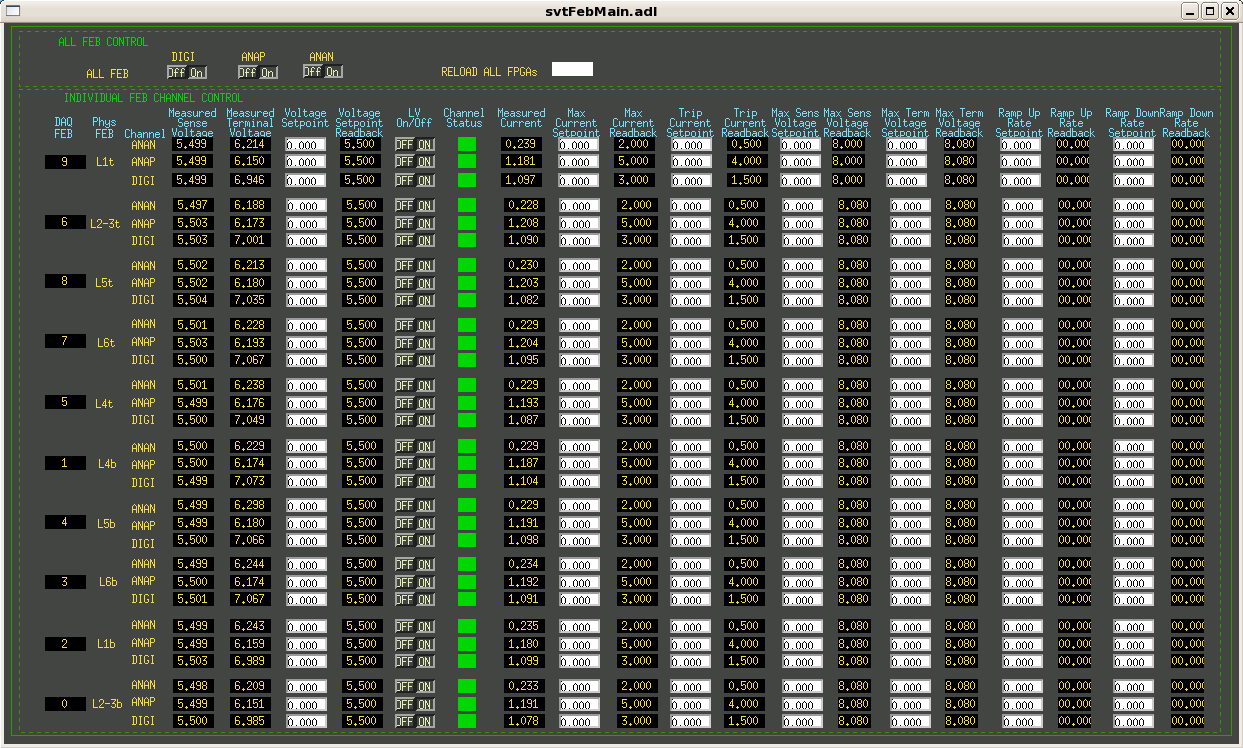 svtFebMain.adl
ALL FEB CONTROL
DIGI ANAP ANAN
ALL FEB Off On Off On Off On RELOAD ALL FPGAs
INDIVIDUAL FEB CHANNEL CONTROL
DAQ FEB Phys FEB Channel Measured Sense Voltage Measured Terminal Voltage Voltage Setpoint Voltage Setpoint Readback LV On/Off Channel Status Measured Current Max Current Setpoint Max Current Readback Trip Current Setpoint Trip Current Readback Max Sens Voltage Setpoint Max Sens Voltage Readback Max Term Voltage Setpoint Max Term Voltage Readback Ramp Up Rate Setpoint Ramp Up Rate Readback Ramp Down Rate Setpoint Ramp Down Rate Readback
ANAN 5.499 6.214 0.000 5.500 OFF ON 0.239 0.000 2.000 0.000 0.500 0.000 8.000 0.000 8.080 0.000 00.000 0.000 00.000
9 L1t ANAP 5.499 6.150 0.000 5.500 OFF ON 1.181 0.000 5.000 0.000 4.000 0.000 8.000 0.000 8.080 0.000 00.000 0.000 00.000
DIGI 5.499 6.946 0.000 5.500 OFF ON 1.097 0.000 3.000 0.000 1.500 0.000 8.000 0.000 8.080 0.000 00.000 0.000 00.000
ANAN 5.497 6.188 0.000 5.500 OFF ON 0.228 0.000 2.000 0.000 0.500 0.000 8.080 0.000 8.080 0.000 00.000 0.000 00.000
6 L2-3t ANAP 5.503 6.173 0.000 5.500 OFF ON 1.208 0.000 5.000 0.000 4.000 0.000 8.080 0.000 8.080 0.000 00.000 0.000 00.000
DIGI 5.503 7.001 0.000 5.500 OFF ON 1.090 0.000 3.000 0.000 1.500 0.000 8.080 0.000 8.080 0.000 00.000 0.000 00.000
ANAN 5.502 6.213 0.000 5.500 OFF ON 0.230 0.000 2.000 0.000 0.500 0.000 8.080 0.000 8.080 0.000 00.000 0.000 00.000
8 L5t ANAP 5.502 6.180 0.000 5.500 OFF ON 1.203 0.000 5.000 0.000 4.000 0.000 8.080 0.000 8.080 0.000 00.000 0.000 00.000
DIGI 5.504 7.035 0.000 5.500 OFF ON 1.082 0.000 3.000 0.000 1.500 0.000 8.080 0.000 8.080 0.000 00.000 0.000 00.000
ANAN 5.501 6.228 0.000 5.500 OFF ON 0.229 0.000 2.000 0.000 0.500 0.000 8.080 0.000 8.080 0.000 00.000 0.000 00.000
7 L6t ANAP 5.503 6.193 0.000 5.500 OFF ON 1.204 0.000 5.000 0.000 4.000 0.000 8.080 0.000 8.080 0.000 00.000 0.000 00.000
DIGI 5.500 7.067 0.000 5.500 OFF ON 1.095 0.000 3.000 0.000 1.500 0.000 8.080 0.000 8.080 0.000 00.000 0.000 00.000
ANAN 5.501 6.238 0.000 5.500 OFF ON 0.229 0.000 2.000 0.000 0.500 0.000 8.080 0.000 8.080 0.000 00.000 0.000 00.000
5 L4t ANAP 5.499 6.176 0.000 5.500 OFF ON 1.193 0.000 5.000 0.000 4.000 0.000 8.080 0.000 8.080 0.000 00.000 0.000 00.000
DIGI 5.500 7.049 0.000 5.500 OFF ON 1.087 0.000 3.000 0.000 1.500 0.000 8.080 0.000 8.080 0.000 00.000 0.000 00.000
ANAN 5.500 6.229 0.000 5.500 OFF ON 0.229 0.000 2.000 0.000 0.500 0.000 8.080 0.000 8.080 0.000 00.000 0.000 00.000
1 L4b ANAP 5.500 6.174 0.000 5.500 OFF ON 1.187 0.000 5.000 0.000 4.000 0.000 8.080 0.000 8.080 0.000 00.000 0.000 00.000
DIGI 5.499 7.073 0.000 5.500 OFF ON 1.104 0.000 3.000 0.000 1.500 0.000 8.080 0.000 8.080 0.000 00.000 0.000 00.000
ANAN 5.499 6.298 0.000 5.500 OFF ON 0.229 0.000 2.000 0.000 0.500 0.000 8.080 0.000 8.080 0.000 00.000 0.000 00.000
4 L5b ANAP 5.499 6.180 0.000 5.500 OFF ON 1.191 0.000 5.000 0.000 4.000 0.000 8.080 0.000 8.080 0.000 00.000 0.000 00.000
DIGI 5.500 7.066 0.000 5.500 OFF ON 1.098 0.000 3.000 0.000 1.500 0.000 8.080 0.000 8.080 0.000 00.000 0.000 00.000
ANAN 5.499 6.244 0.000 5.500 OFF ON 0.234 0.000 2.000 0.000 0.500 0.000 8.080 0.000 8.080 0.000 00.000 0.000 00.000
3 L6b ANAP 5.500 6.174 0.000 5.500 OFF ON 1.192 0.000 5.000 0.000 4.000 0.000 8.080 0.000 8.080 0.000 00.000 0.000 00.000
DIGI 5.501 7.067 0.000 5.500 OFF ON 1.091 0.000 3.000 0.000 1.500 0.000 8.080 0.000 8.080 0.000 00.000 0.000 00.000
ANAN 5.499 6.243 0.000 5.500 OFF ON 0.235 0.000 2.000 0.000 0.500 0.000 8.080 0.000 8.080 0.000 00.000 0.000 00.000
2 L1b ANAP 5.499 6.159 0.000 5.500 OFF ON 1.180 0.000 5.000 0.000 4.000 0.000 8.080 0.000 8.080 0.000 00.000 0.000 00.000
DIGI 5.503 6.989 0.000 5.500 OFF ON 1.099 0.000 3.000 0.000 1.500 0.000 8.080 0.000 8.080 0.000 00.000 0.000 00.000
ANAN 5.498 6.209 0.000 5.500 OFF ON 0.233 0.000 2.000 0.000 0.500 0.000 8.080 0.000 8.080 0.000 00.000 0.000 00.000
0 L2-3b ANAP 5.499 6.151 0.000 5.500 OFF ON 1.191 0.000 5.000 0.000 4.000 0.000 8.080 0.000 8.080 0.000 00.000 0.000 00.000
DIGI 5.500 6.985 0.000 5.500 OFF ON 1.078 0.000 3.000 0.000 1.500 0.000 8.080 0.000 8.080 0.000 00.000 0.000 00.000